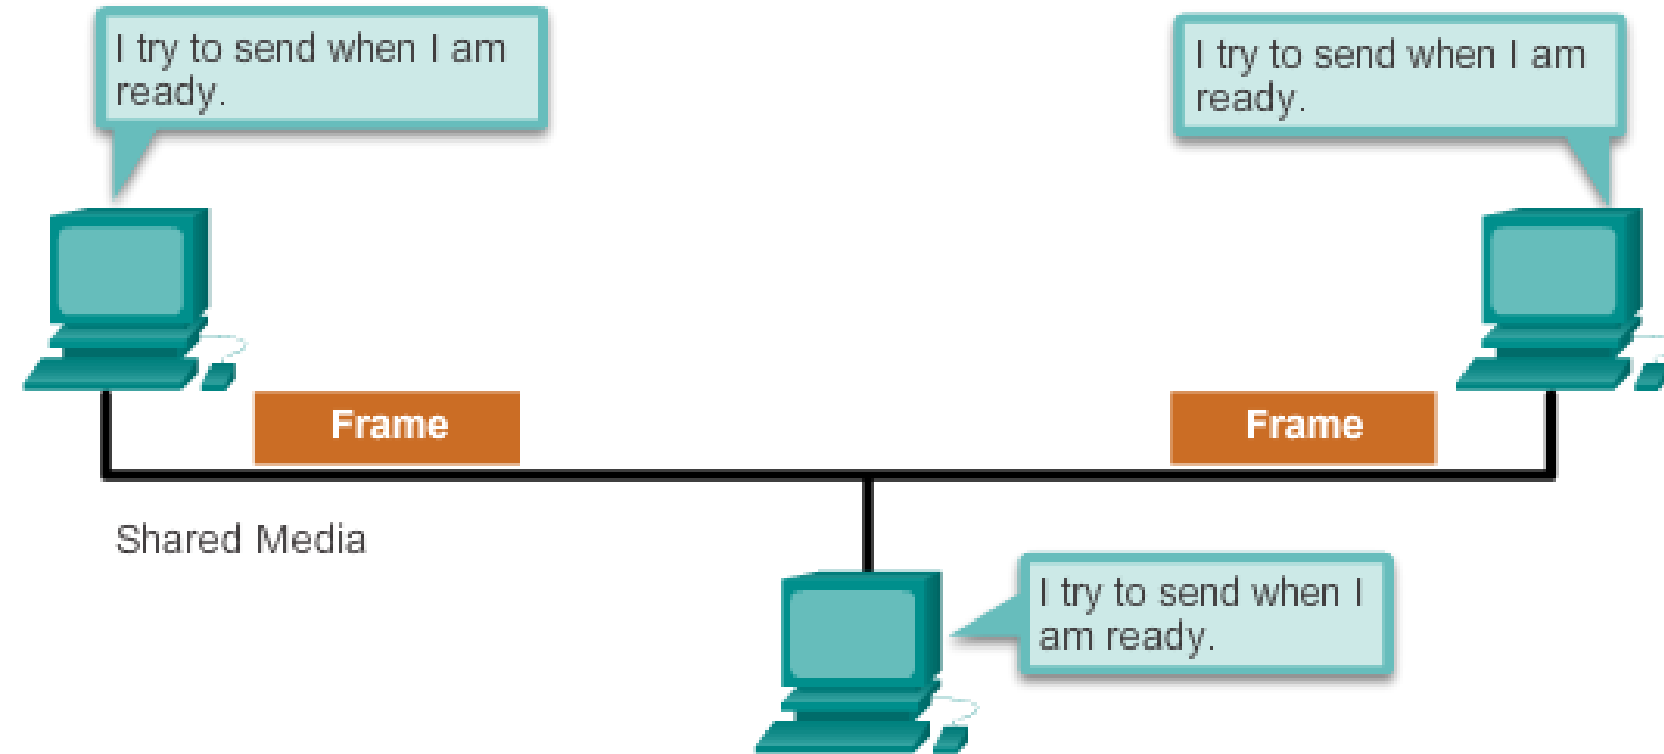 I try to send when I am
ready.
I try to send when I am
ready.
Frame
Frame
Shared Media
I try to send when I
am ready.